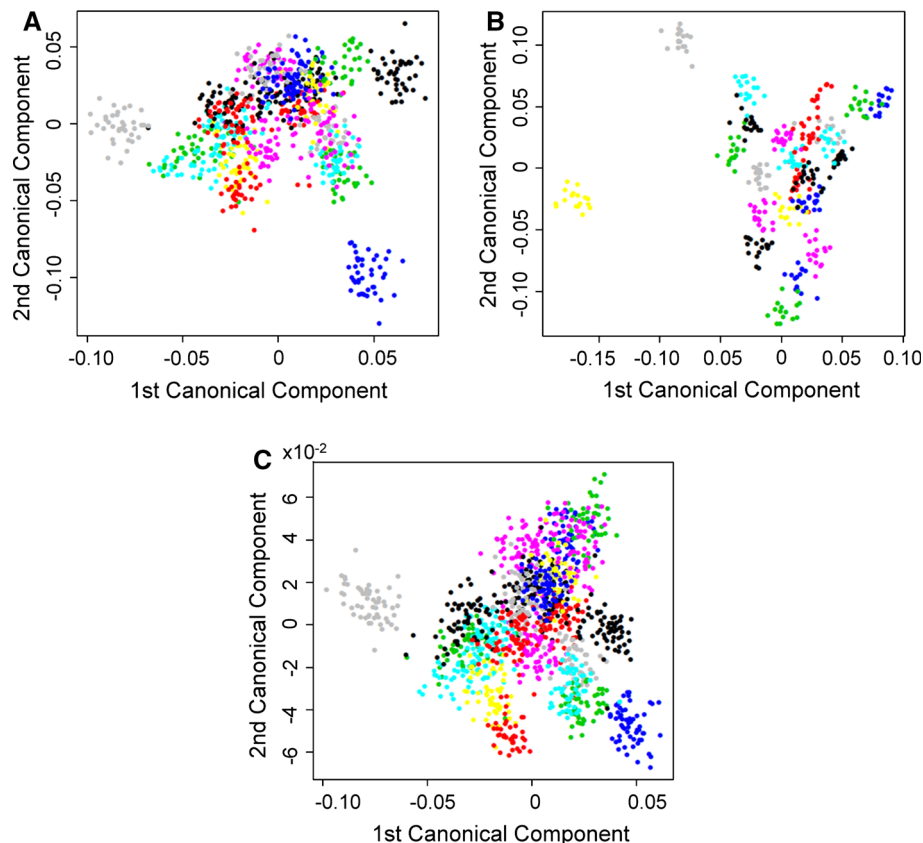 A
2nd Canonical Component
0.05
0
-0.05
-0.10
-0.10 -0.05 0 0.05
1st Canonical Component
B
2nd Canonical Component
0.10
0.05
0
-0.05
-0.10
-0.15 -0.10 0.05 0 0.05 0.10
1st Canonical Component
C
x10-2
2nd Canonical Component
6
4
2
0
-2
-4
-6
-0.10 -0.05 0 0.05
1st Canonical Component